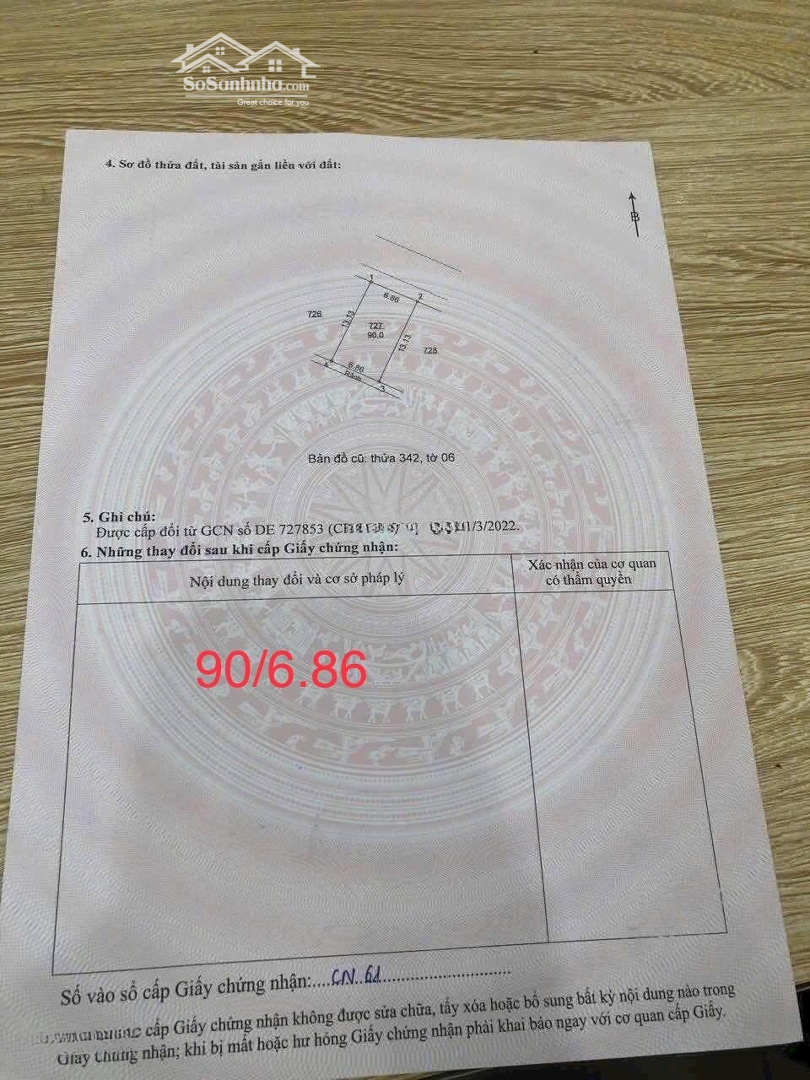 SoSanhnha.com
Great choice for you
4. Sơ đồ thửa đất, tài sản gắn liền với đất:
B
1
6.86
2
726
13.13
727
90,0
13.13
728
4
6.86
Rãnh
3
Bản đồ cũ: thửa 342, tờ 06
5. Ghi chú:
Được cấp đổi từ GCN số DE 727853 1/3/2022.
6. Những thay đổi sau khi cấp Giấy chứng nhận:
Nội dung thay đổi và cơ sở pháp lý
Xác nhận của cơ quan
có thẩm quyền
90/6.86
Số vào sổ cấp Giấy chứng nhận:....CN 61................................
cấp Giấy chứng nhận không được sửa chữa, tẩy xóa hoặc bổ sung bất kỳ nội dung nào trong
Giấy chứng nhận; khi bị mất hoặc hư hỏng Giấy chứng nhận phải khai báo ngay với cơ quan cấp Giấy.